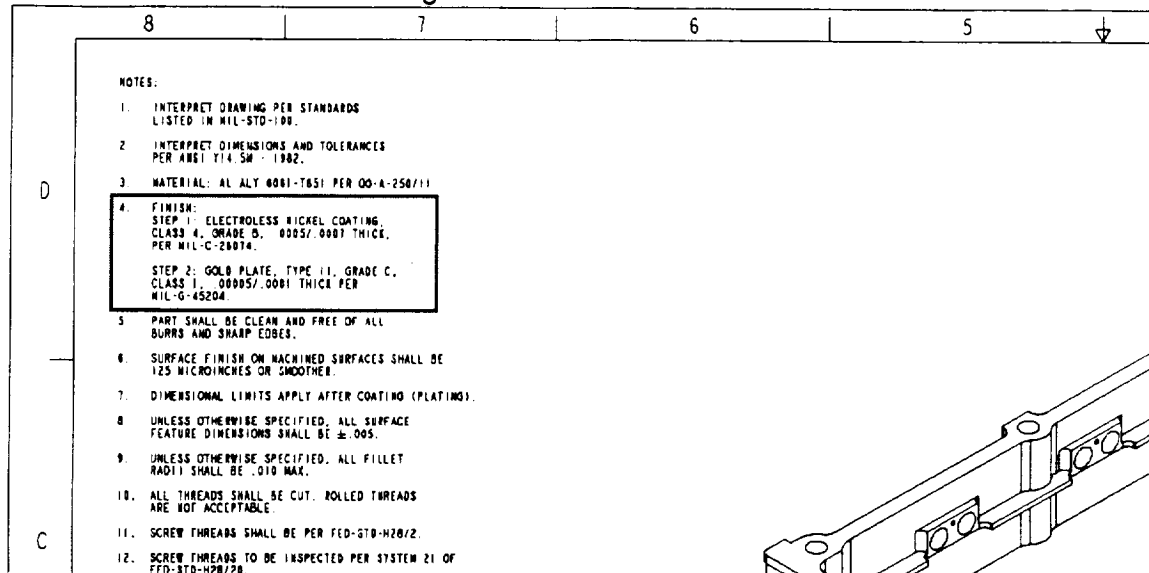 8 7 6 5
D
C
NOTES:
1. INTERPRET DRAWING PER STANDARDS
LISTED IN MIL-STD-100.
2 INTERPRET DIMENSIONS AND TOLERANCES
PER ANSI Y14.5M - 1982.
3. MATERIAL: AL ALY 6061-T651 PER QQ-A-250/11
4. FINISH:
STEP 1: ELECTROLESS NICKEL COATING,
CLASS 4, GRADE B, .0005/.0007 THICK,
PER MIL-C-26074.
STEP 2: GOLD PLATE, TYPE II, GRADE C,
CLASS 1, .00005/.0001 THICK PER
MIL-G-45204.
5 PART SHALL BE CLEAN AND FREE OF ALL
BURRS AND SHARP EDGES.
6. SURFACE FINISH ON MACHINED SURFACES SHALL BE
125 MICROINCHES OR SMOOTHER.
7. DIMENSIONAL LIMITS APPLY AFTER COATING (PLATING).
8 UNLESS OTHERWISE SPECIFIED, ALL SURFACE
FEATURE DIMENSIONS SHALL BE ±.005.
9. UNLESS OTHERWISE SPECIFIED, ALL FILLET
RADII SHALL BE .010 MAX.
10. ALL THREADS SHALL BE CUT. ROLLED THREADS
ARE NOT ACCEPTABLE.
11. SCREW THREADS SHALL BE PER FED-STD-H28/2.
12. SCREW THREADS TO BE INSPECTED PER SYSTEM 21 OF
FED-STD-H28/20.